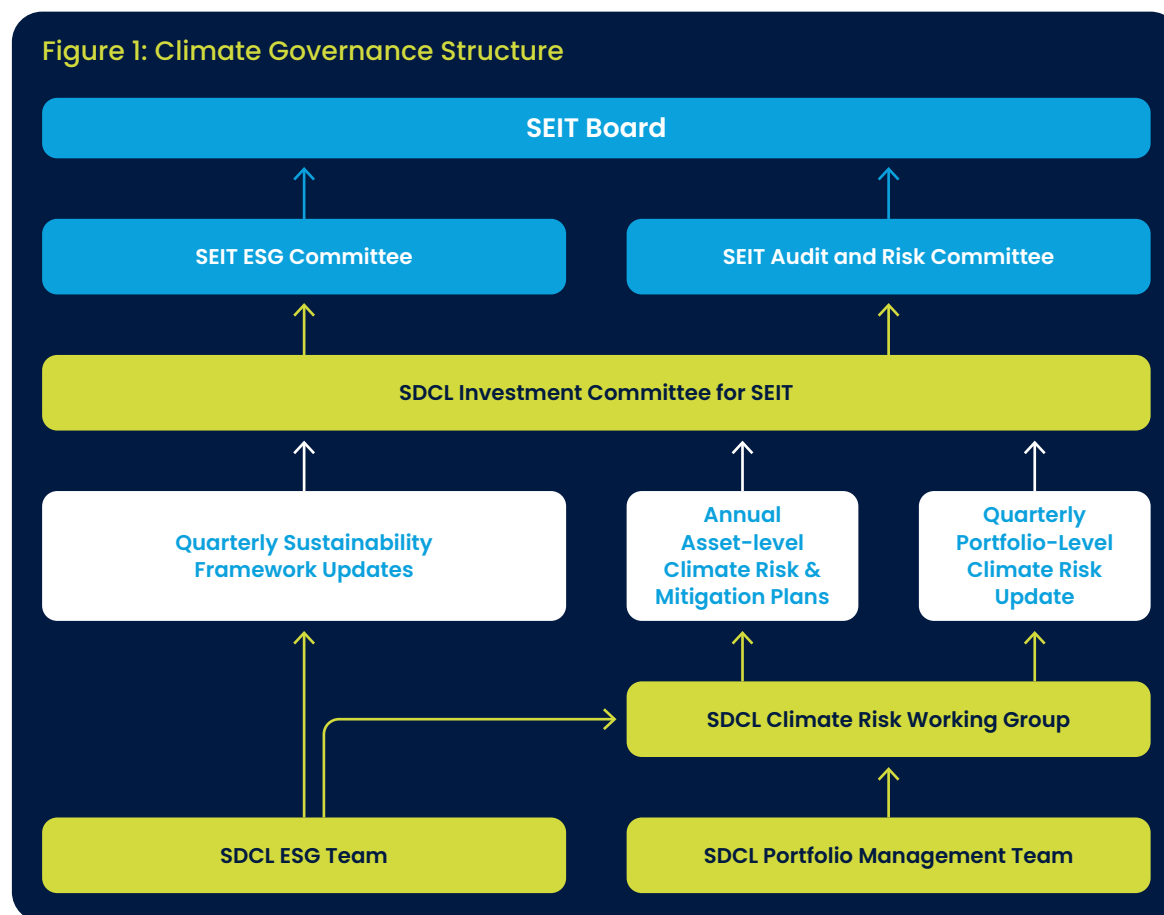 Figure 1: Climate Governance Structure
SEIT Board
SEIT ESG Committee
SEIT Audit and Risk Committee
SDCL Investment Committee for SEIT
Quarterly Sustainability
Framework Updates
Annual
Asset-level
Climate Risk &
Mitigation Plans
Quarterly
Portfolio-Level
Climate Risk
Update
SDCL Climate Risk Working Group
SDCL ESG Team
SDCL Portfolio Management Team